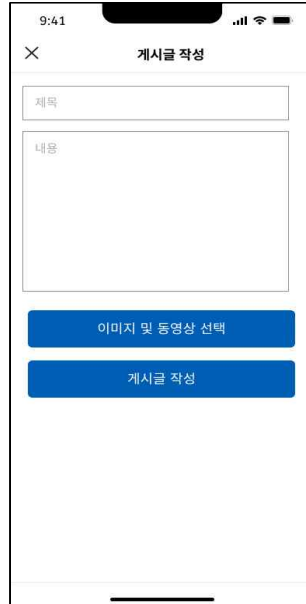 9:41
게시글 작성
제목
내용
이미지 및 동영상 선택
게시글 작성